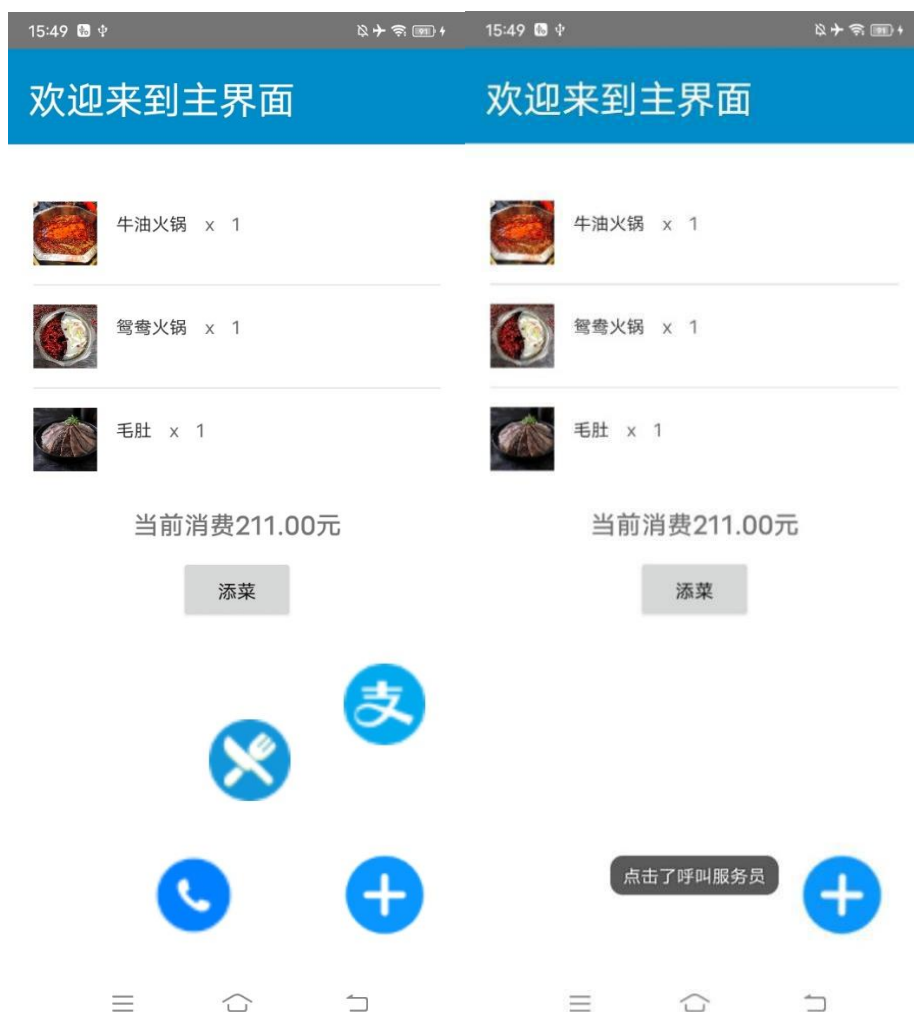 15:49
91
欢迎来到主界面
牛油火锅 x 1
鸳鸯火锅 x 1
毛肚 x 1
当前消费211.00元
添菜
支
15:49
91
欢迎来到主界面
牛油火锅 x 1
鸳鸯火锅 x 1
毛肚 x 1
当前消费211.00元
添菜
点击了呼叫服务员